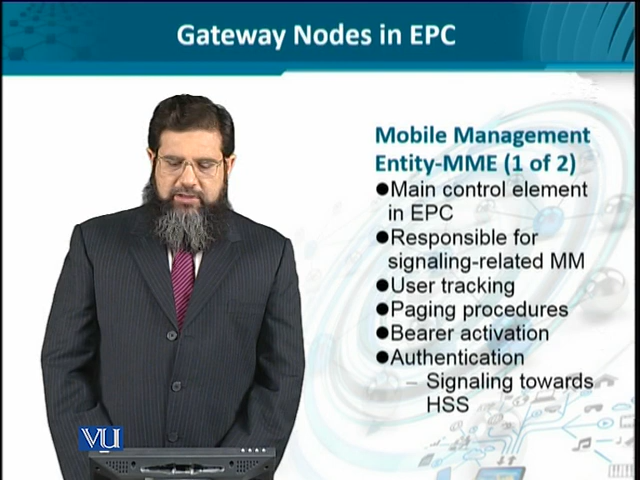 Gateway Nodes in EPC
Mobile Management
Entity-MME (1 of 2)
●Main control element
in EPC
●Responsible for
signaling-related MM
●User tracking
●Paging procedures
●Bearer activation
●Authentication
– Signaling towards
HSS
VU